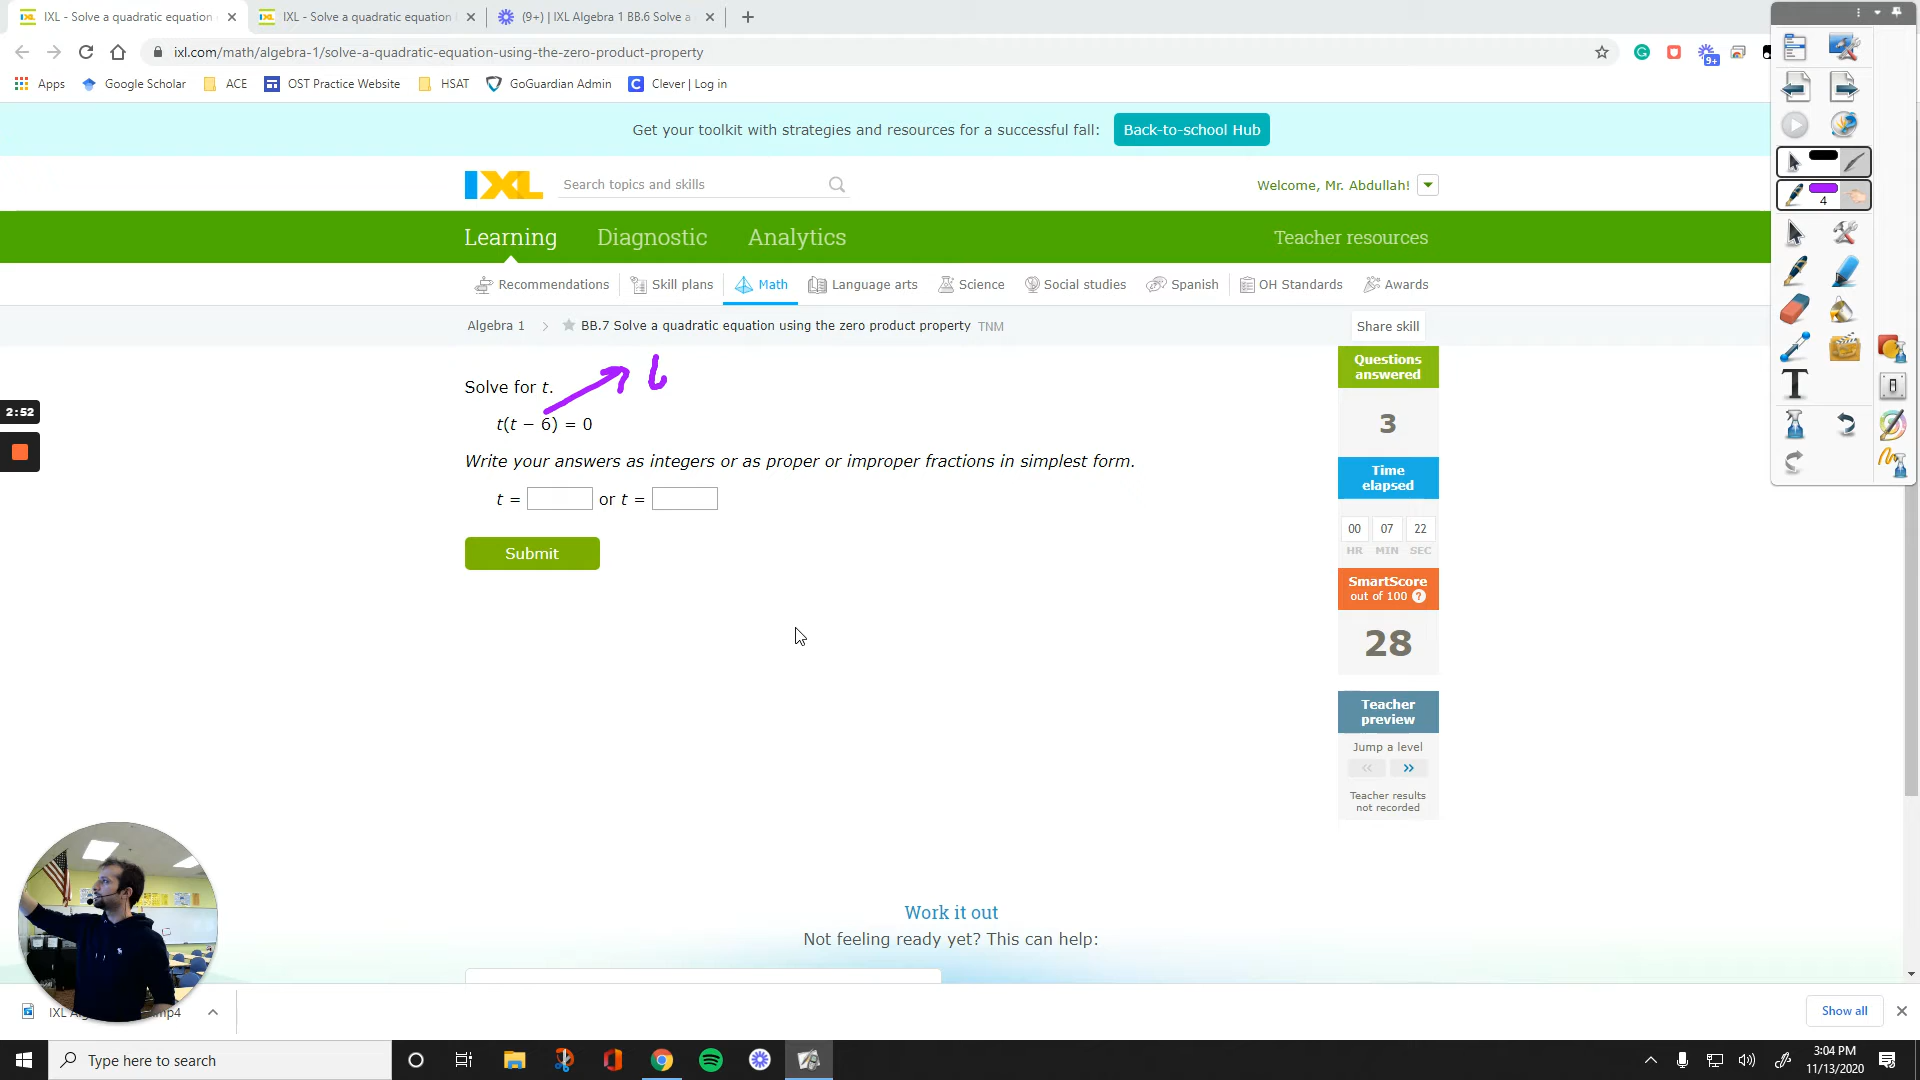 IXL - Solve a quadratic equation
IXL - Solve a quadratic equation
(9+) | IXL Algebra 1 BB.6 Solve a
ixl.com/math/algebra-1/solve-a-quadratic-equation-using-the-zero-product-property
9+
Apps
Google Scholar
ACE
OST Practice Website
HSAT
GoGuardian Admin
Clever | Log in
Get your toolkit with strategies and resources for a successful fall:
Back-to-school Hub
IXL
Search topics and skills
Welcome, Mr. Abdullah!
4
Learning
Diagnostic
Analytics
Teacher resources
Recommendations
Skill plans
Math
Language arts
Science
Social studies
Spanish
OH Standards
Awards
Algebra 1
BB.7 Solve a quadratic equation using the zero product property TNM
Share skill
Solve for t.
t(t − 6) = 0
Write your answers as integers or as proper or improper fractions in simplest form.
t = or t =
Submit
2:52
Questions answered
3
Time elapsed
00 07 22
HR MIN SEC
SmartScore
out of 100 ?
28
Teacher preview
Jump a level
<< >>
Teacher results not recorded
Work it out
Not feeling ready yet? This can help:
Show all
Type here to search
3:04 PM
11/13/2020